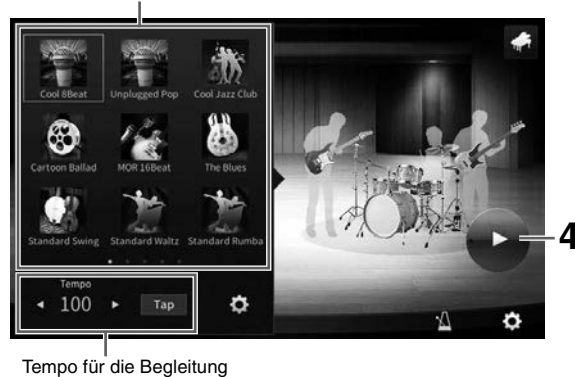 Cool 8Beat
Unplugged Pop
Cool Jazz Club
Cartoon Ballad
MOR 16Beat
The Blues
Standard Swing
Standard Waltz
Standard Rumba
4
Tempo
100
Tap
Tempo für die Begleitung